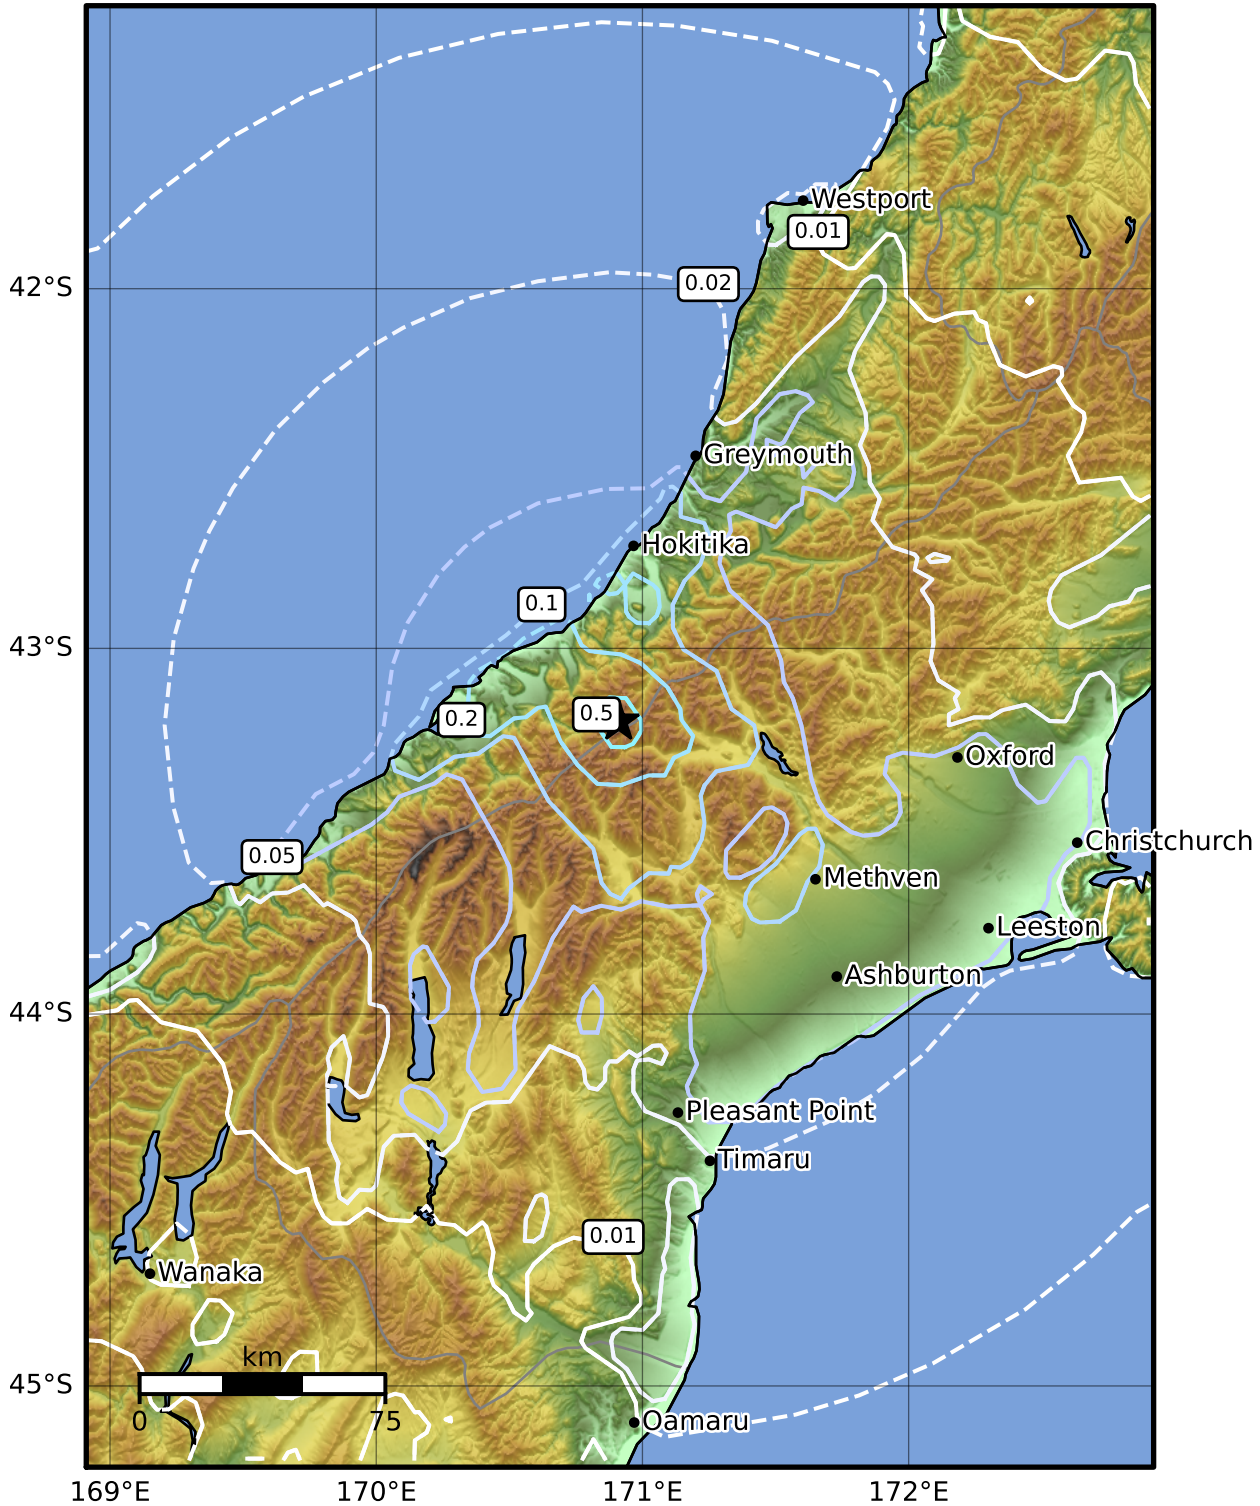 Westport
0.01
0.02
42°S
Greymouth
Hokitika
0.1
43°S
0.2
0.5
Oxford
Christchurch
0.05
Methven
Leeston
Ashburton
44°S
Pleasant Point
Timaru
0.01
Wanaka
km
0
75
45°S
Oamaru
169°E
170°E
171°E
172°E